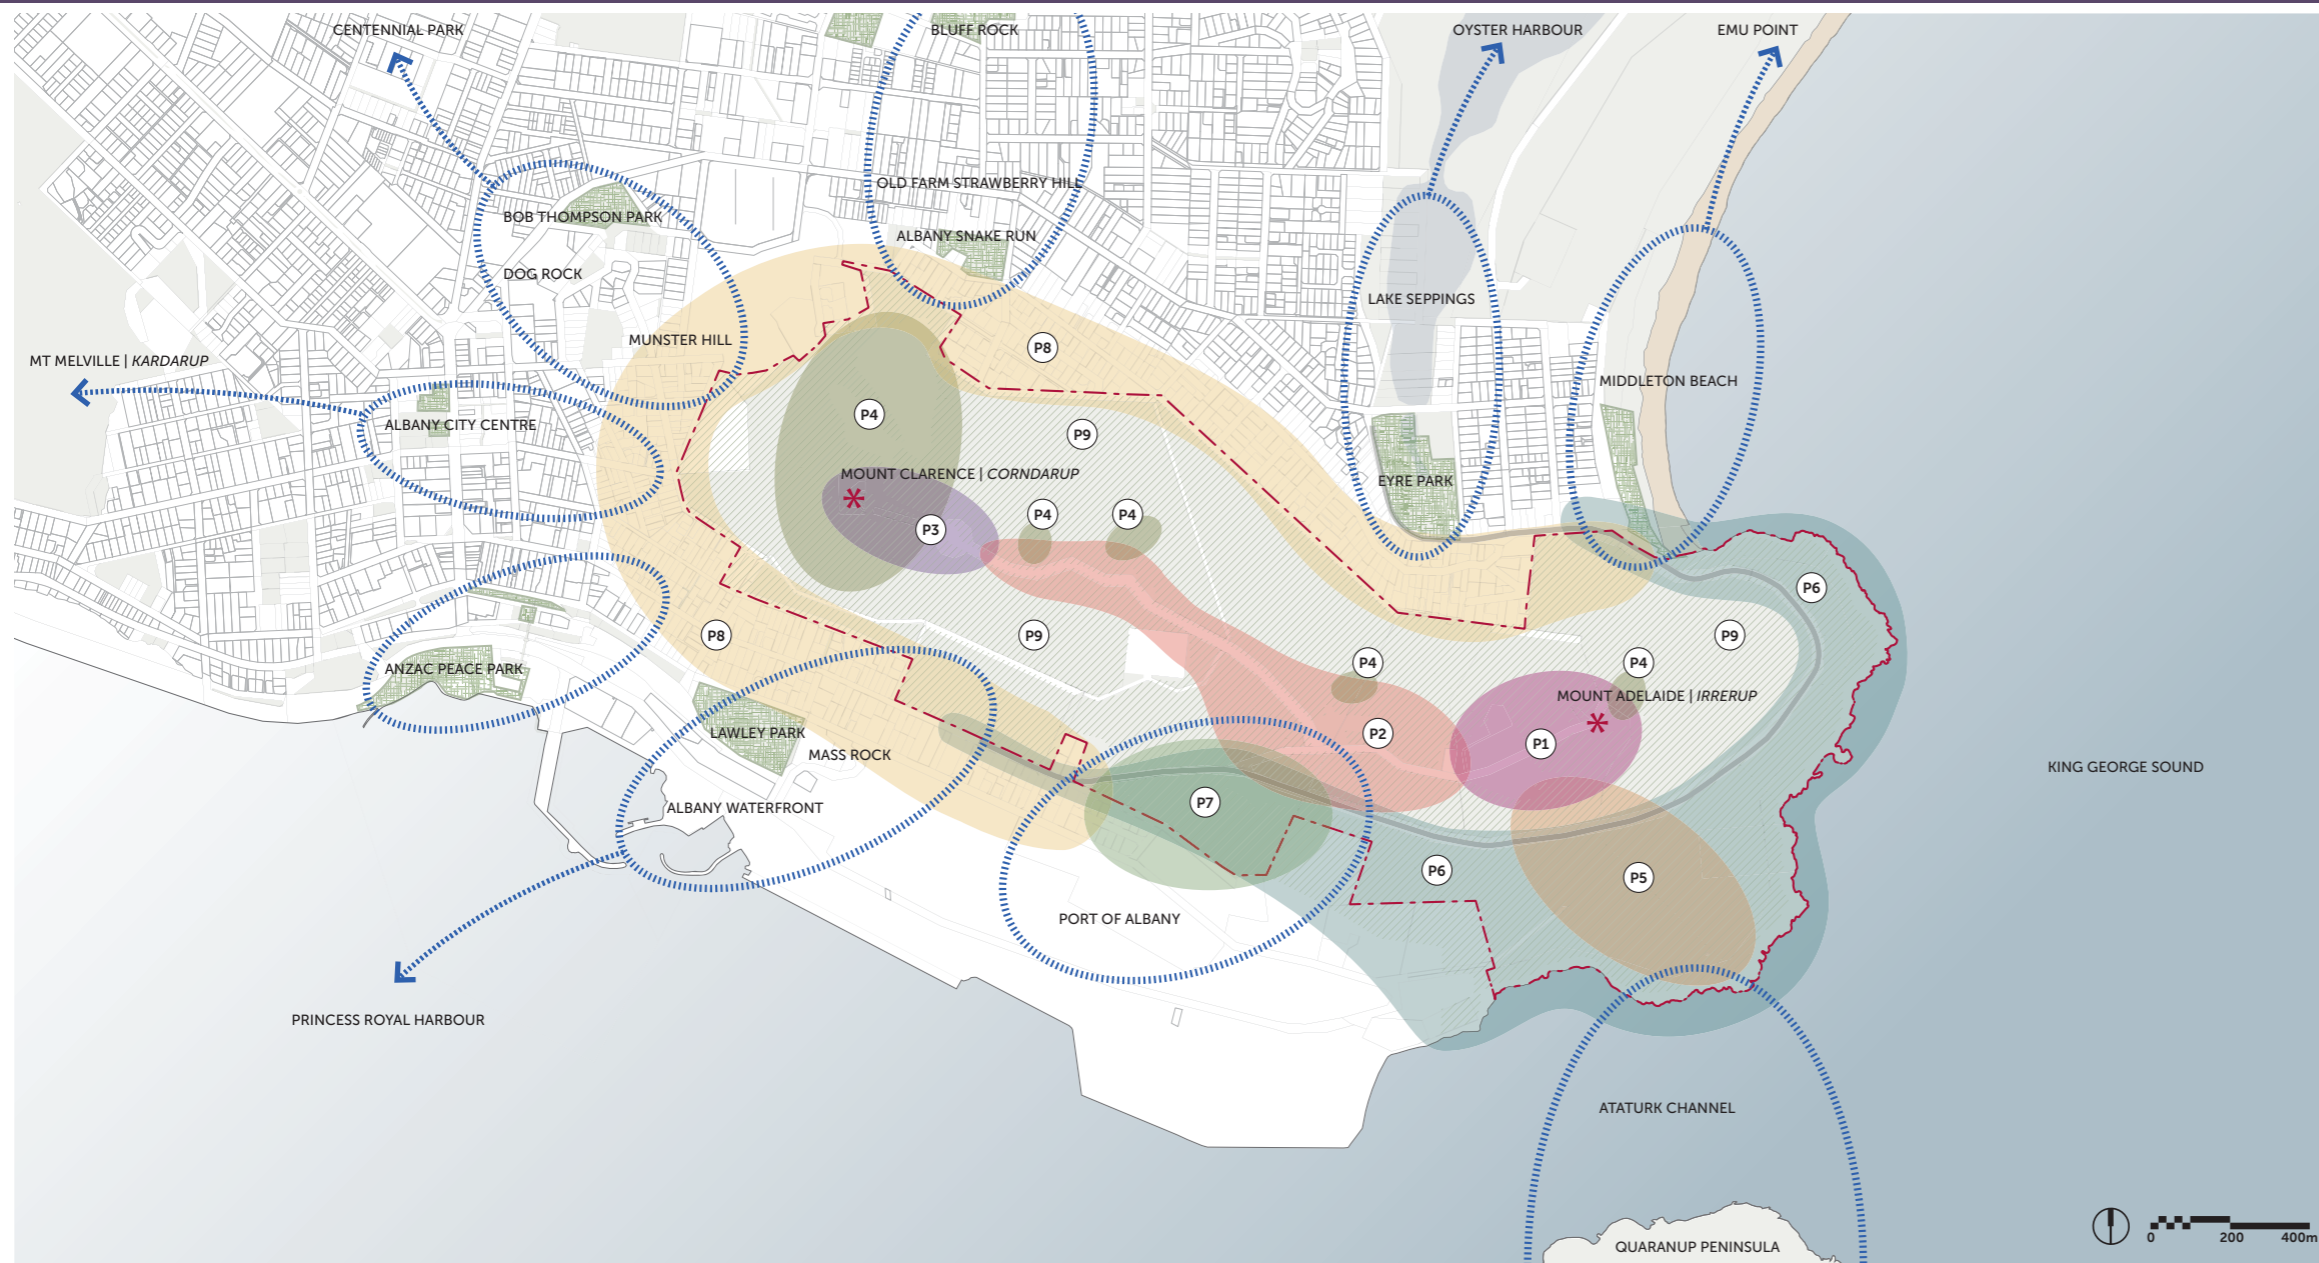 CENTENNIAL PARK
BLUFF ROCK
OYSTER HARBOUR
EMU POINT
OLD FARM STRAWBERRY HILL
BOB THOMPSON PARK
ALBANY SNAKE RUN
DOG ROCK
LAKE SEPPINGS
MUNSTER HILL
P8
MT MELVILLE | KARDARUP
MIDDLETON BEACH
P4
ALBANY CITY CENTRE
P9
MOUNT CLARENCE | CORNDARUP
*
EYRE PARK
P3
P4
P4
P6
P8
P9
P9
ANZAC PEACE PARK
P4
P4
MOUNT ADELAIDE | IRRERUP
*
LAWLEY PARK
P2
P1
MASS ROCK
KING GEORGE SOUND
ALBANY WATERFRONT
P7
P6
P5
PORT OF ALBANY
PRINCESS ROYAL HARBOUR
ATATURK CHANNEL
QUARANUP PENINSULA
0 200 400m